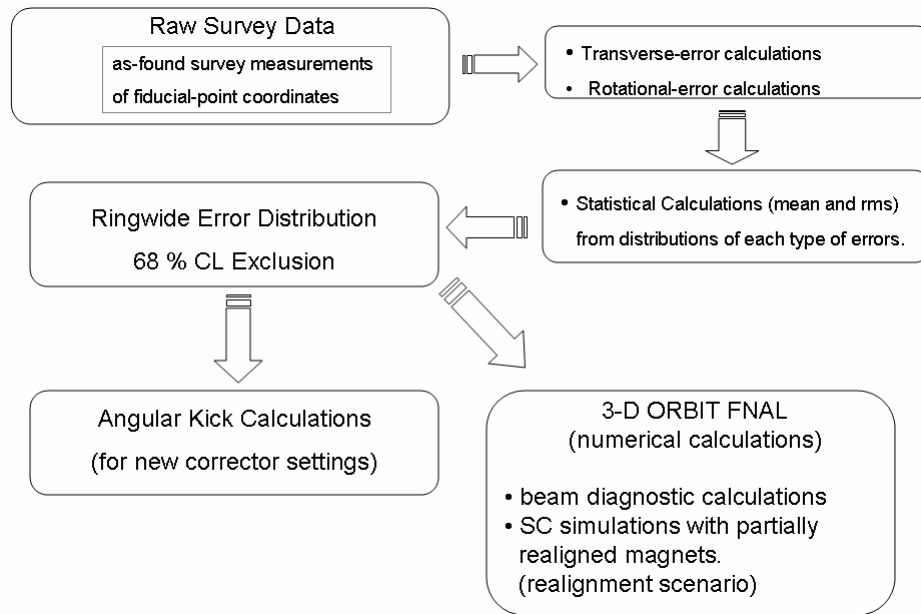 Raw Survey Data
as-found survey measurements
of fiducial-point coordinates
• Transverse-error calculations
• Rotational-error calculations
• Statistical Calculations (mean and rms)
from distributions of each type of errors.
Ringwide Error Distribution
68 % CL Exclusion
Angular Kick Calculations
(for new corrector settings)
3-D ORBIT FNAL
(numerical calculations)
• beam diagnostic calculations
• SC simulations with partially
realigned magnets.
(realignment scenario)